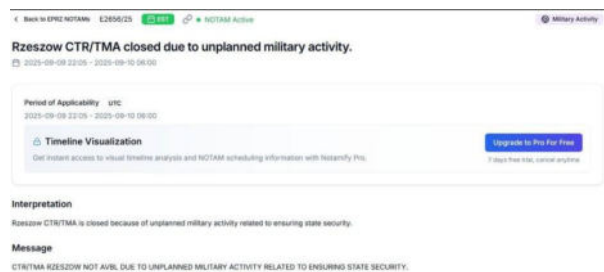 Back to EPRZ NOTAMs E2656/25 EST NOTAM Active Military Activity
Rzeszow CTR/TMA closed due to unplanned military activity.
2025-09-09 22:05 - 2025-09-10 06:00
Period of Applicability UTC
2025-09-09 22:05 - 2025-09-10 06:00
Timeline Visualization
Upgrade to Pro For Free
Get instant access to visual timeline analysis and NOTAM scheduling information with Notamify Pro.
7 days free trial, cancel anytime
Interpretation
Rzeszow CTR/TMA is closed because of unplanned military activity related to ensuring state security.
Message
CTR/TMA RZESZOW NOT AVBL DUE TO UNPLANNED MILITARY ACTIVITY RELATED TO ENSURING STATE SECURITY.